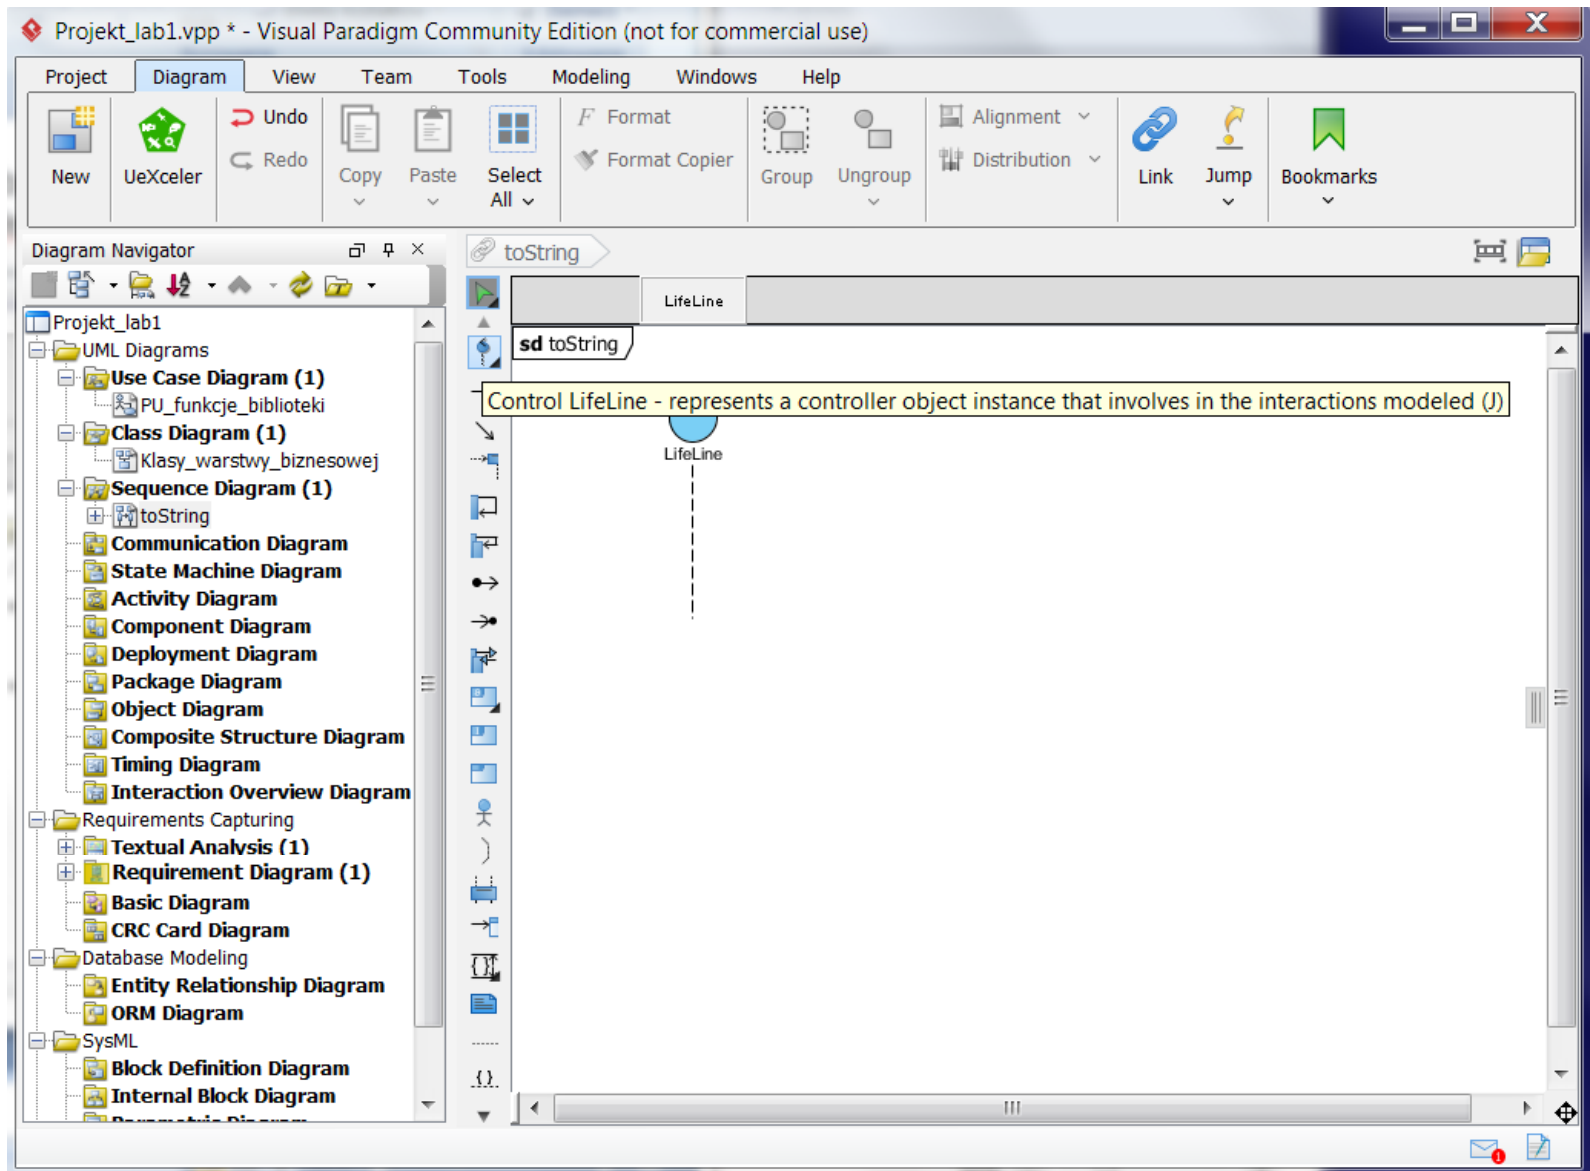 Projekt_lab1.vpp * - Visual Paradigm Community Edition (not for commercial use)
Project Diagram View Team Tools Modeling Windows Help
New
UeXceler
Undo
Redo
Copy
Paste
Select All
Format
Format Copier
Group
Ungroup
Alignment
Distribution
Link
Jump
Bookmarks
Diagram Navigator
toString
LifeLine
sd toString
Control LifeLine - represents a controller object instance that involves in the interactions modeled (J)
LifeLine
Projekt_lab1
UML Diagrams
Use Case Diagram (1)
PU_funkcje_biblioteki
Class Diagram (1)
Klasy_warstwy_biznesowej
Sequence Diagram (1)
toString
Communication Diagram
State Machine Diagram
Activity Diagram
Component Diagram
Deployment Diagram
Package Diagram
Object Diagram
Composite Structure Diagram
Timing Diagram
Interaction Overview Diagram
Requirements Capturing
Textual Analysis (1)
Requirement Diagram (1)
Basic Diagram
CRC Card Diagram
Database Modeling
Entity Relationship Diagram
ORM Diagram
SysML
Block Definition Diagram
Internal Block Diagram
Parametric Diagram
1